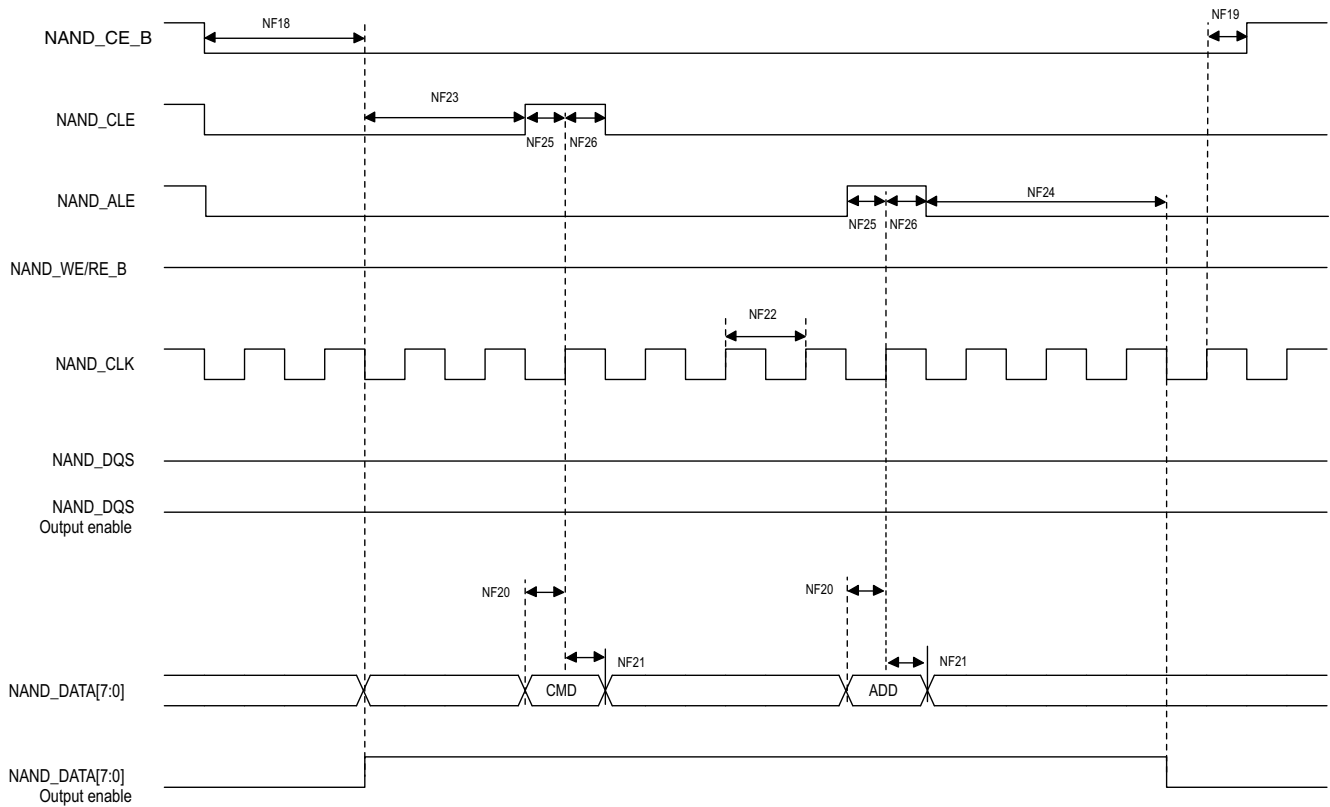 NF18
NF19
NAND_CE_B
NF23
NAND_CLE
NF25 NF26
NAND_ALE
NF24
NF25 NF26
NAND_WE/RE_B
NF22
NAND_CLK
NAND_DQS
NAND_DQS
Output enable
NF20
NF20
NF21
NF21
NAND_DATA[7:0]
CMD
ADD
NAND_DATA[7:0]
Output enable